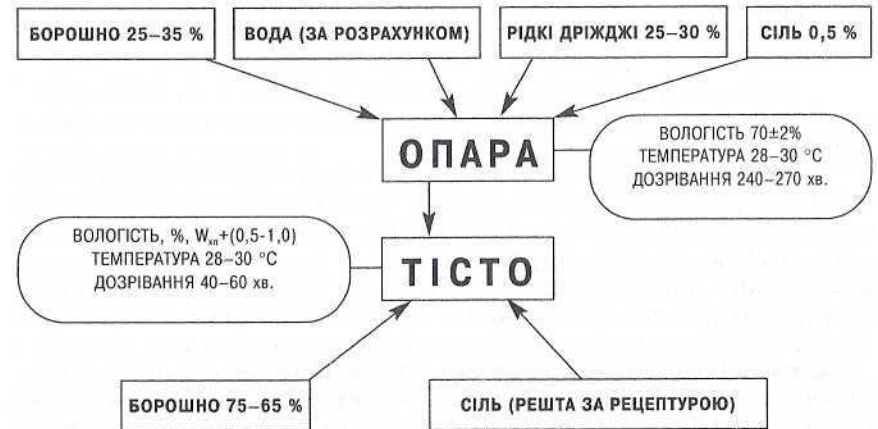 БОРОШНО 25–35 %
ВОДА (ЗА РОЗРАХУНКОМ)
РІДКІ ДРІЖДЖІ 25–30 %
СІЛЬ 0,5 %
ОПАРА
ВОЛОГІСТЬ 70±2%
ТЕМПЕРАТУРА 28–30 °С
ДОЗРІВАННЯ 240–270 хв.
ВОЛОГІСТЬ, %, Wхл+(0,5-1,0)
ТЕМПЕРАТУРА 28–30 °С
ДОЗРІВАННЯ 40–60 хв.
ТІСТО
БОРОШНО 75–65 %
СІЛЬ (РЕШТА ЗА РЕЦЕПТУРОЮ)